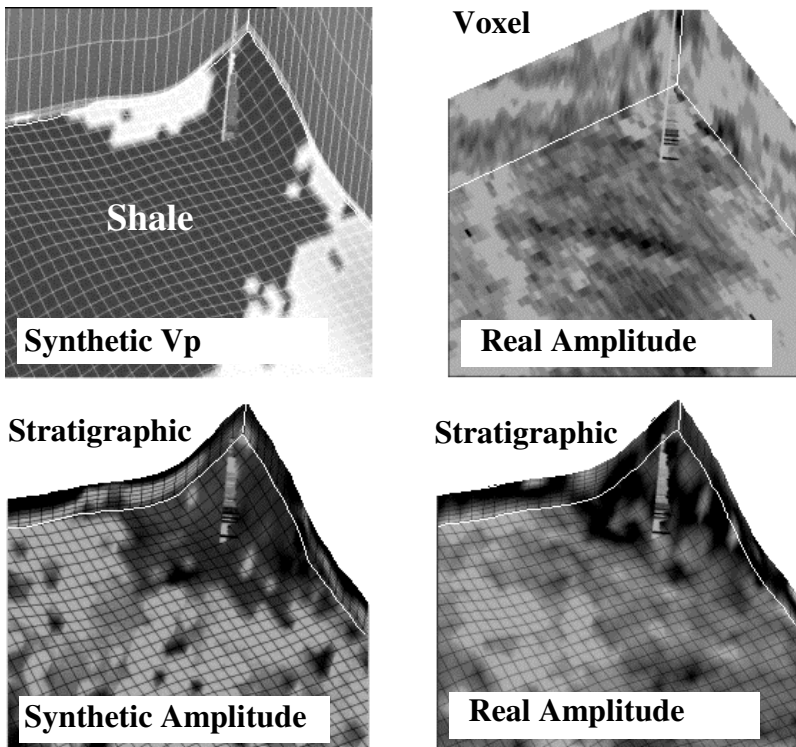 Shale
Synthetic Vp
Voxel
Real Amplitude
Stratigraphic
Synthetic Amplitude
Stratigraphic
Real Amplitude